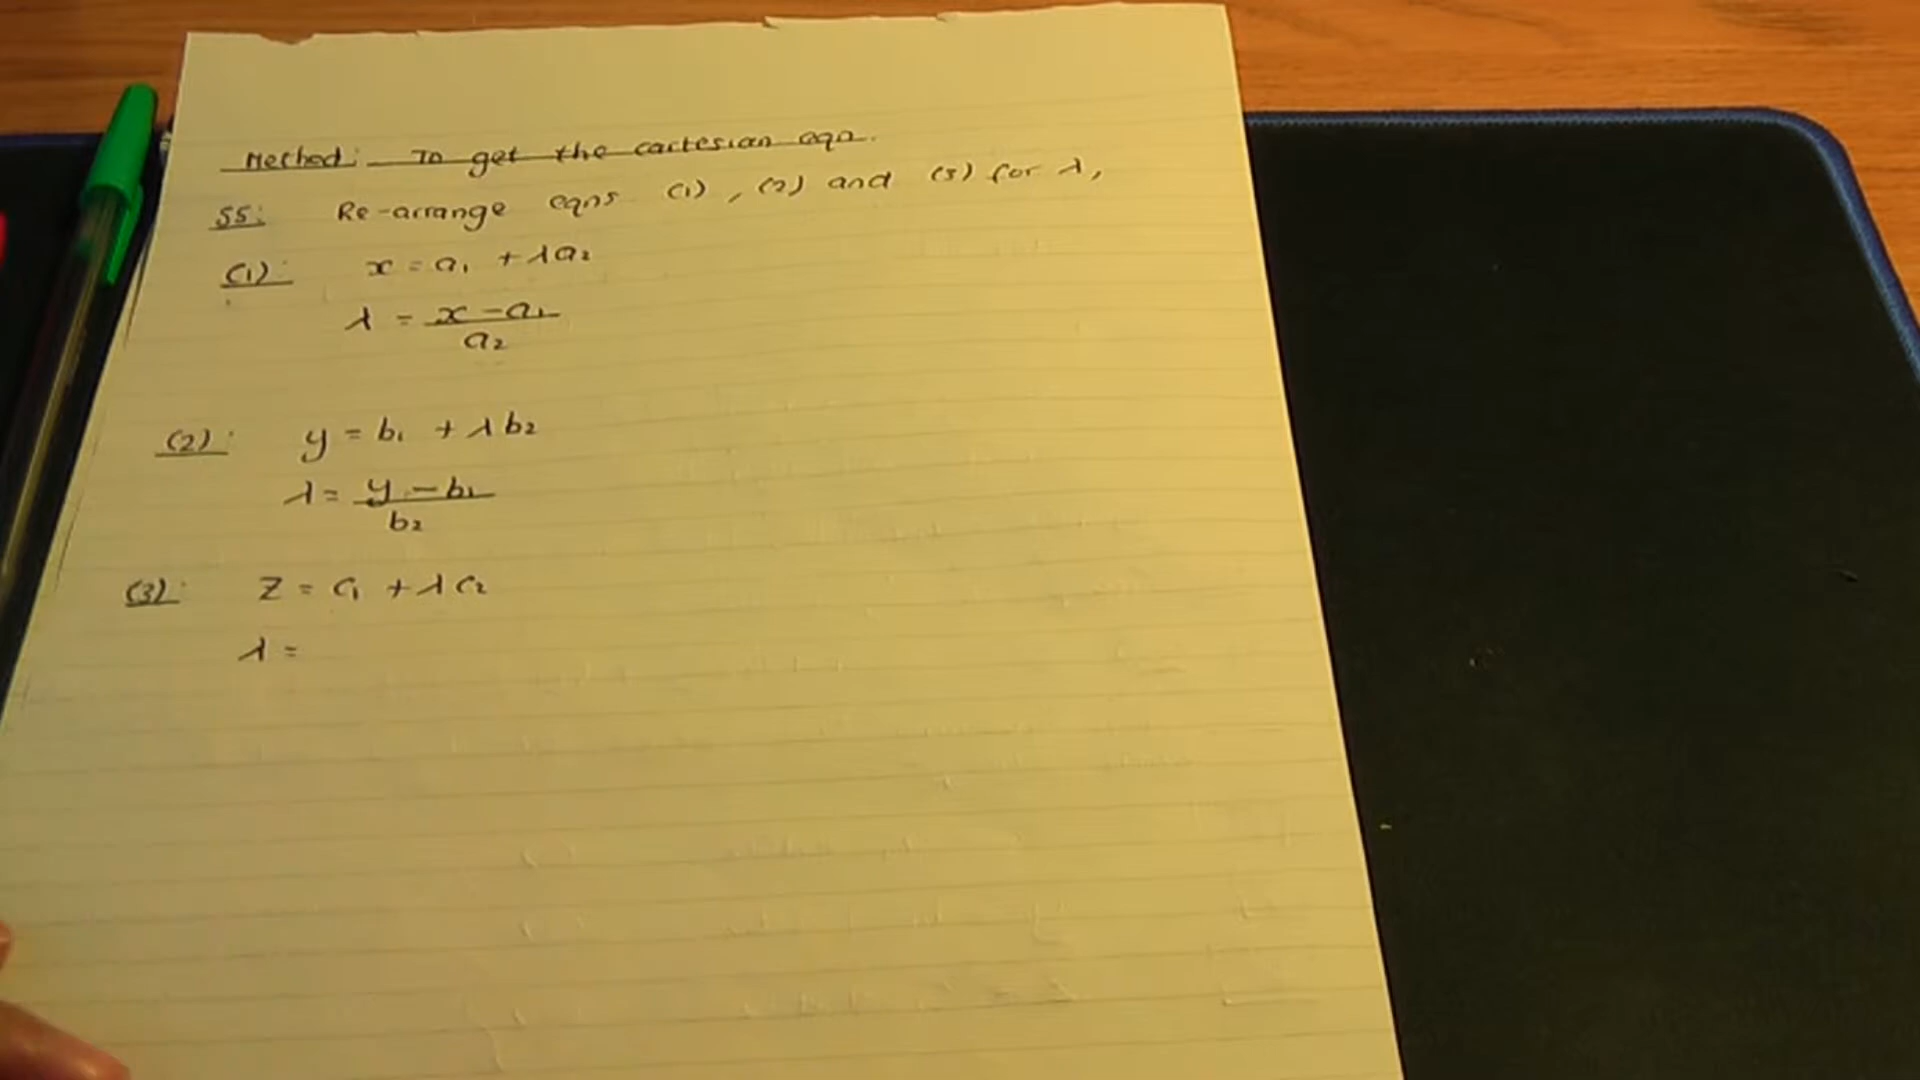 Method: To get the cartesian eqn.
S5: Re-arrange eqns (1), (2) and (3) for λ,
(1): x = a₁ + λa₂
λ = x - a₁
a₂
(2): y = b₁ + λb₂
λ = y - b₁
b₂
(3): z = c₁ + λc₂
λ =